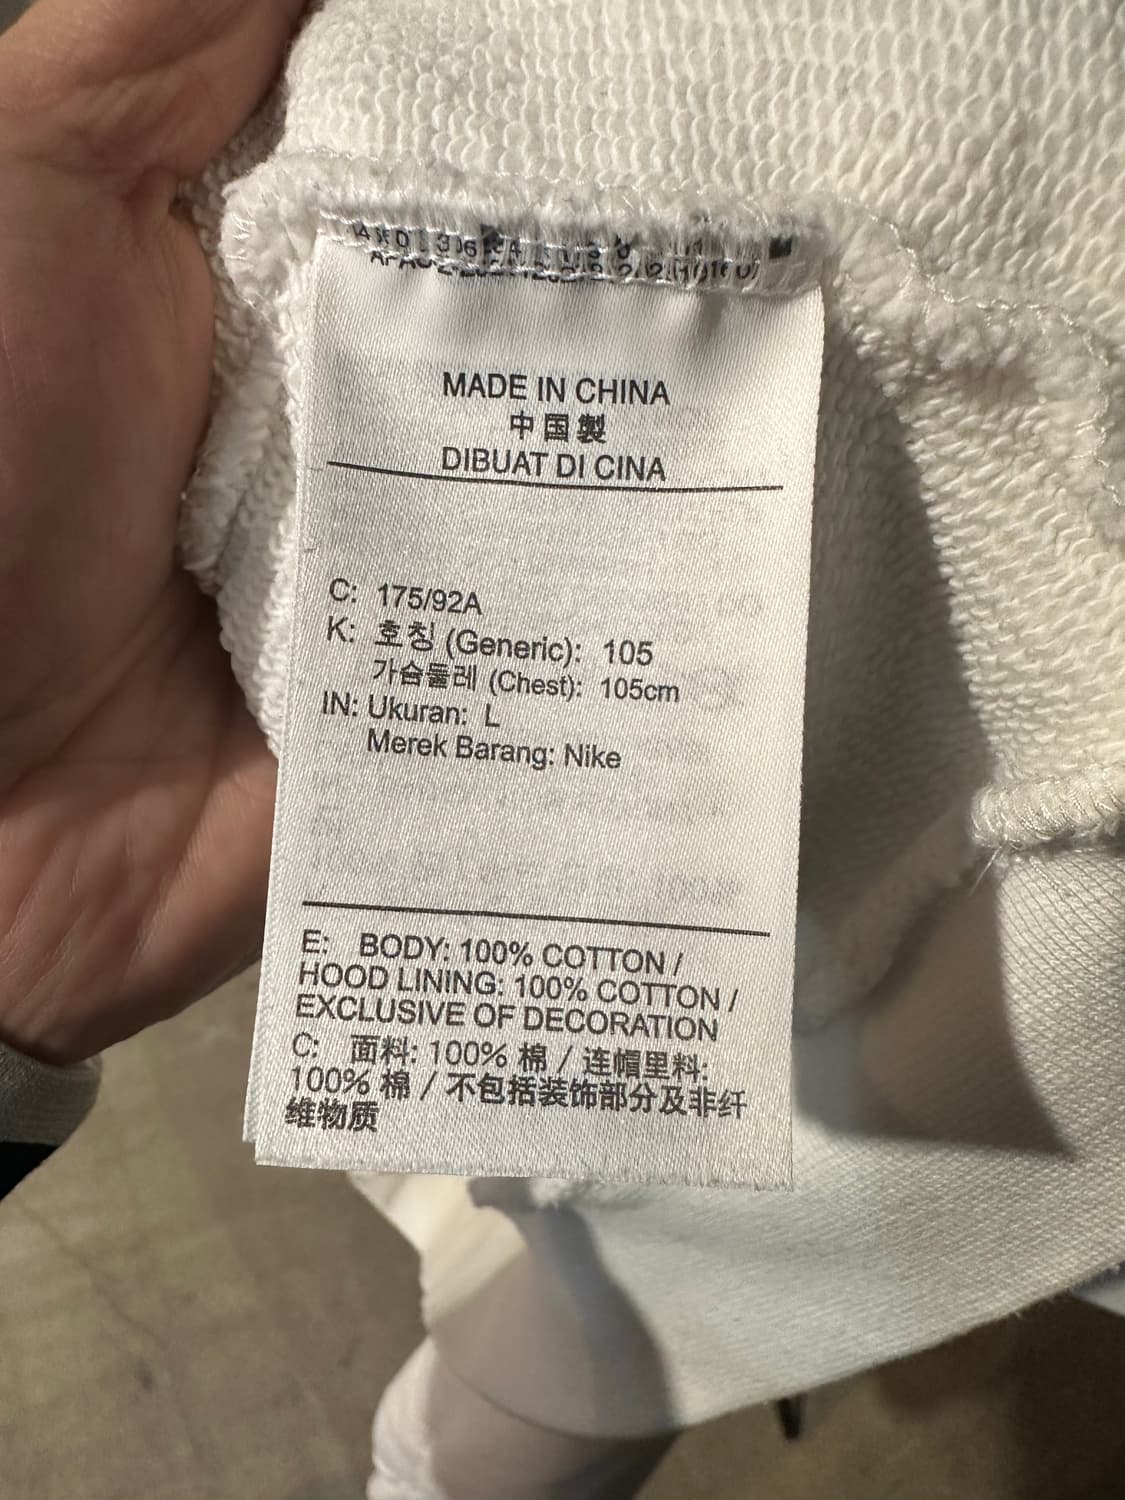 MADE IN CHINA
中国製
DIBUAT DI CINA
C: 175/92A
K: 호칭 (Generic): 105
가슴둘레 (Chest): 105cm
IN: Ukuran: L
Merek Barang: Nike
E: BODY: 100% COTTON /
HOOD LINING: 100% COTTON /
EXCLUSIVE OF DECORATION
C: 面料: 100% 棉 / 连帽里料:
100% 棉 / 不包括装饰部分及非纤
维物质